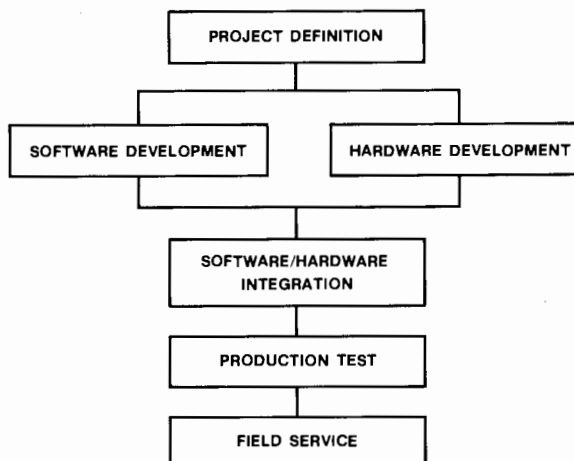 PROJECT DEFINITION
SOFTWARE DEVELOPMENT
HARDWARE DEVELOPMENT
SOFTWARE/HARDWARE
INTEGRATION
PRODUCTION TEST
FIELD SERVICE